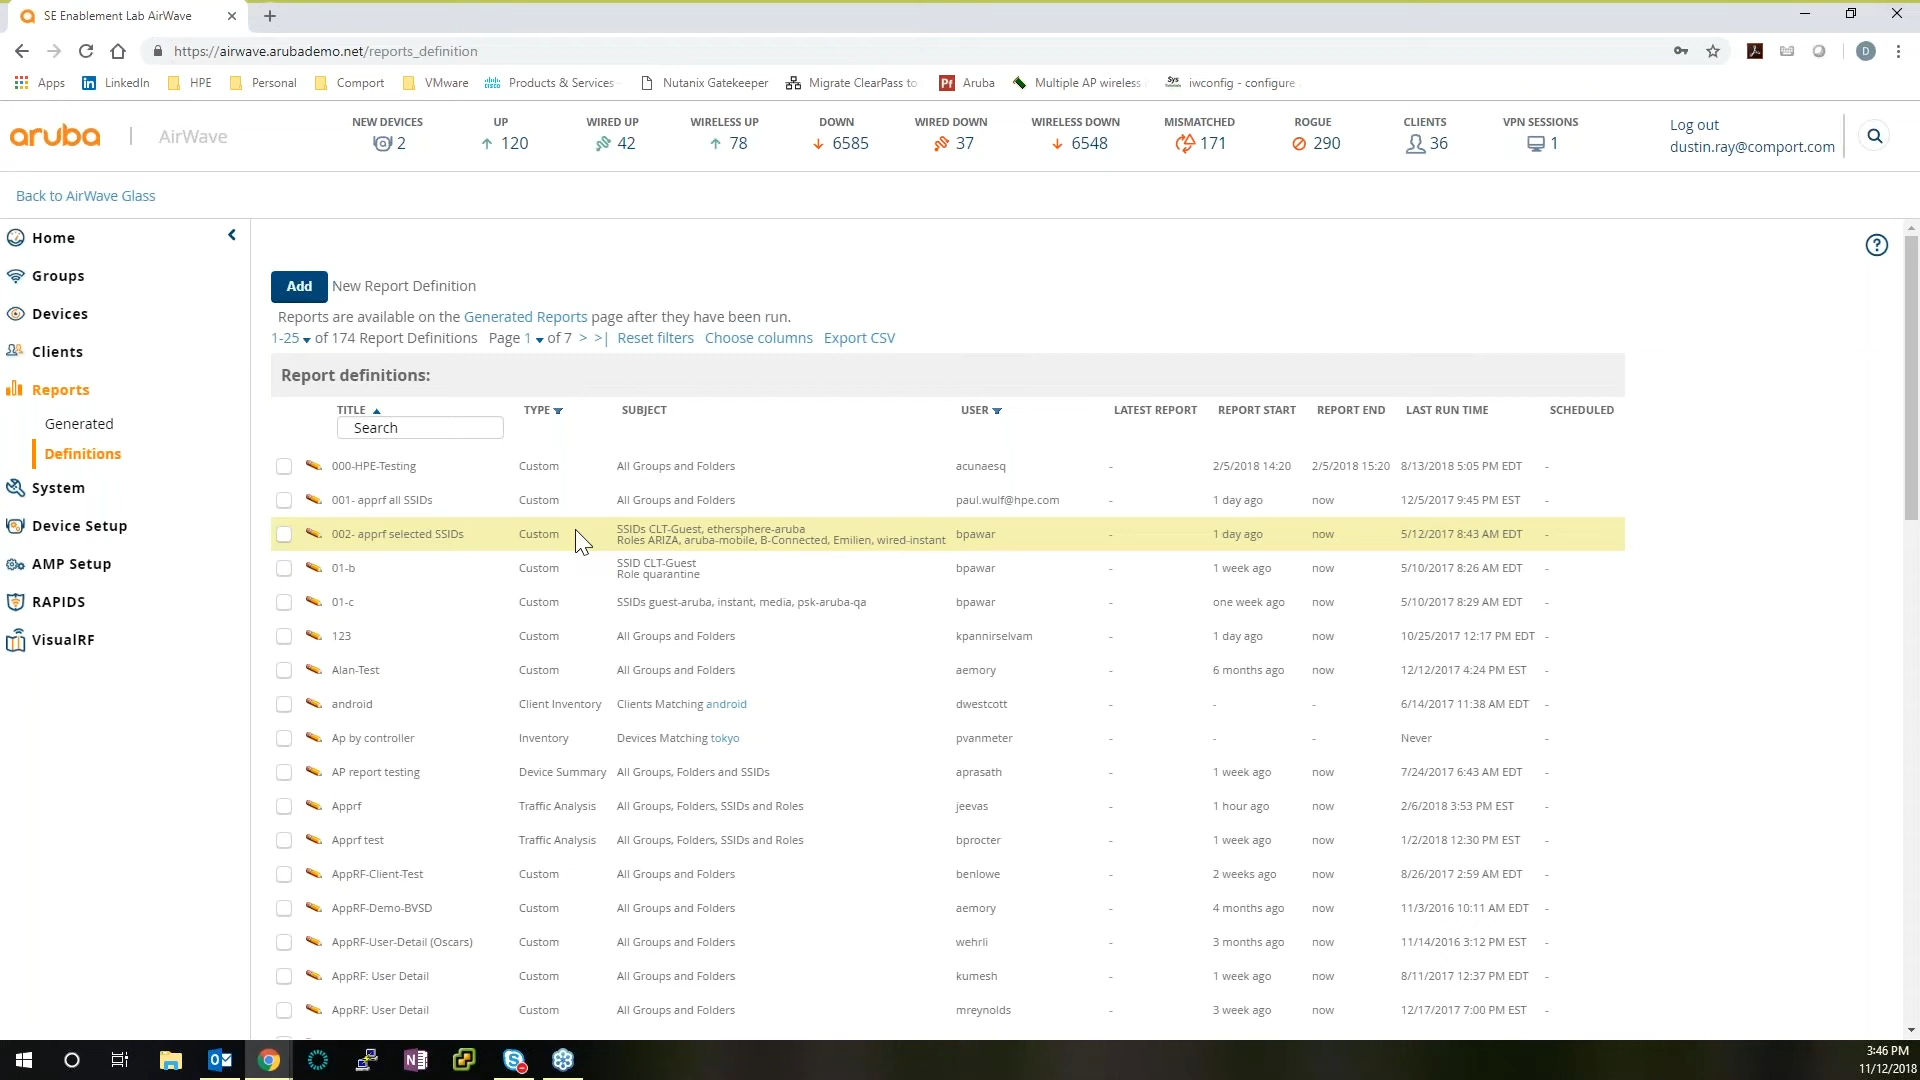 SE Enablement Lab AirWave
https://airwave.arubademo.net/reports_definition
D
Apps LinkedIn HPE Personal Comport VMware Products & Services Nutanix Gatekeeper Migrate ClearPass to Aruba Multiple AP wireless iwconfig - configure
aruba | AirWave
NEW DEVICES UP WIRED UP WIRELESS UP DOWN WIRED DOWN WIRELESS DOWN MISMATCHED ROGUE CLIENTS VPN SESSIONS
2 120 42 78 6585 37 6548 171 290 36 1
Log out
dustin.ray@comport.com
Back to AirWave Glass
Home
Groups
Devices
Clients
Reports
Generated
Definitions
System
Device Setup
AMP Setup
RAPIDS
VisualRF
Add New Report Definition
Reports are available on the Generated Reports page after they have been run.
1-25 of 174 Report Definitions Page 1 of 7 > >| Reset filters Choose columns Export CSV
Report definitions:
TITLE TYPE SUBJECT USER LATEST REPORT REPORT START REPORT END LAST RUN TIME SCHEDULED
Search
000-HPE-Testing Custom All Groups and Folders acunaesq - 2/5/2018 14:20 2/5/2018 15:20 8/13/2018 5:05 PM EDT -
001- apprf all SSIDs Custom All Groups and Folders paul.wulf@hpe.com - 1 day ago now 12/5/2017 9:45 PM EST -
002- apprf selected SSIDs Custom SSIDs CLT-Guest, ethersphere-aruba
Roles ARIZA, aruba-mobile, B-Connected, Emilien, wired-instant bpawar - 1 day ago now 5/12/2017 8:43 AM EDT -
01-b Custom SSID CLT-Guest
Role quarantine bpawar - 1 week ago now 5/10/2017 8:26 AM EDT -
01-c Custom SSIDs guest-aruba, instant, media, psk-aruba-qa bpawar - one week ago now 5/10/2017 8:29 AM EDT -
123 Custom All Groups and Folders kpannirselvam - 1 day ago now 10/25/2017 12:17 PM EDT -
Alan-Test Custom All Groups and Folders aemory - 6 months ago now 12/12/2017 4:24 PM EST -
android Client Inventory Clients Matching android dwestcott - - - 6/14/2017 11:38 AM EDT -
Ap by controller Inventory Devices Matching tokyo pvanmeter - - - Never -
AP report testing Device Summary All Groups, Folders and SSIDs aprasath - 1 week ago now 7/24/2017 6:43 AM EDT -
Apprf Traffic Analysis All Groups, Folders, SSIDs and Roles jeevas - 1 hour ago now 2/6/2018 3:53 PM EST -
Apprf test Traffic Analysis All Groups, Folders, SSIDs and Roles bprocter - 1 week ago now 1/2/2018 12:30 PM EST -
AppRF-Client-Test Custom All Groups and Folders benlowe - 2 weeks ago now 8/26/2017 2:59 AM EDT -
AppRF-Demo-BVSD Custom All Groups and Folders aemory - 4 months ago now 11/3/2016 10:11 AM EDT -
AppRF-User-Detail (Oscars) Custom All Groups and Folders wehrli - 3 months ago now 11/14/2016 3:12 PM EST -
AppRF: User Detail Custom All Groups and Folders kumesh - 1 week ago now 8/11/2017 12:37 PM EDT -
AppRF: User Detail Custom All Groups and Folders mreynolds - 3 week ago now 12/17/2017 7:00 PM EST -
3:46 PM
11/12/2018